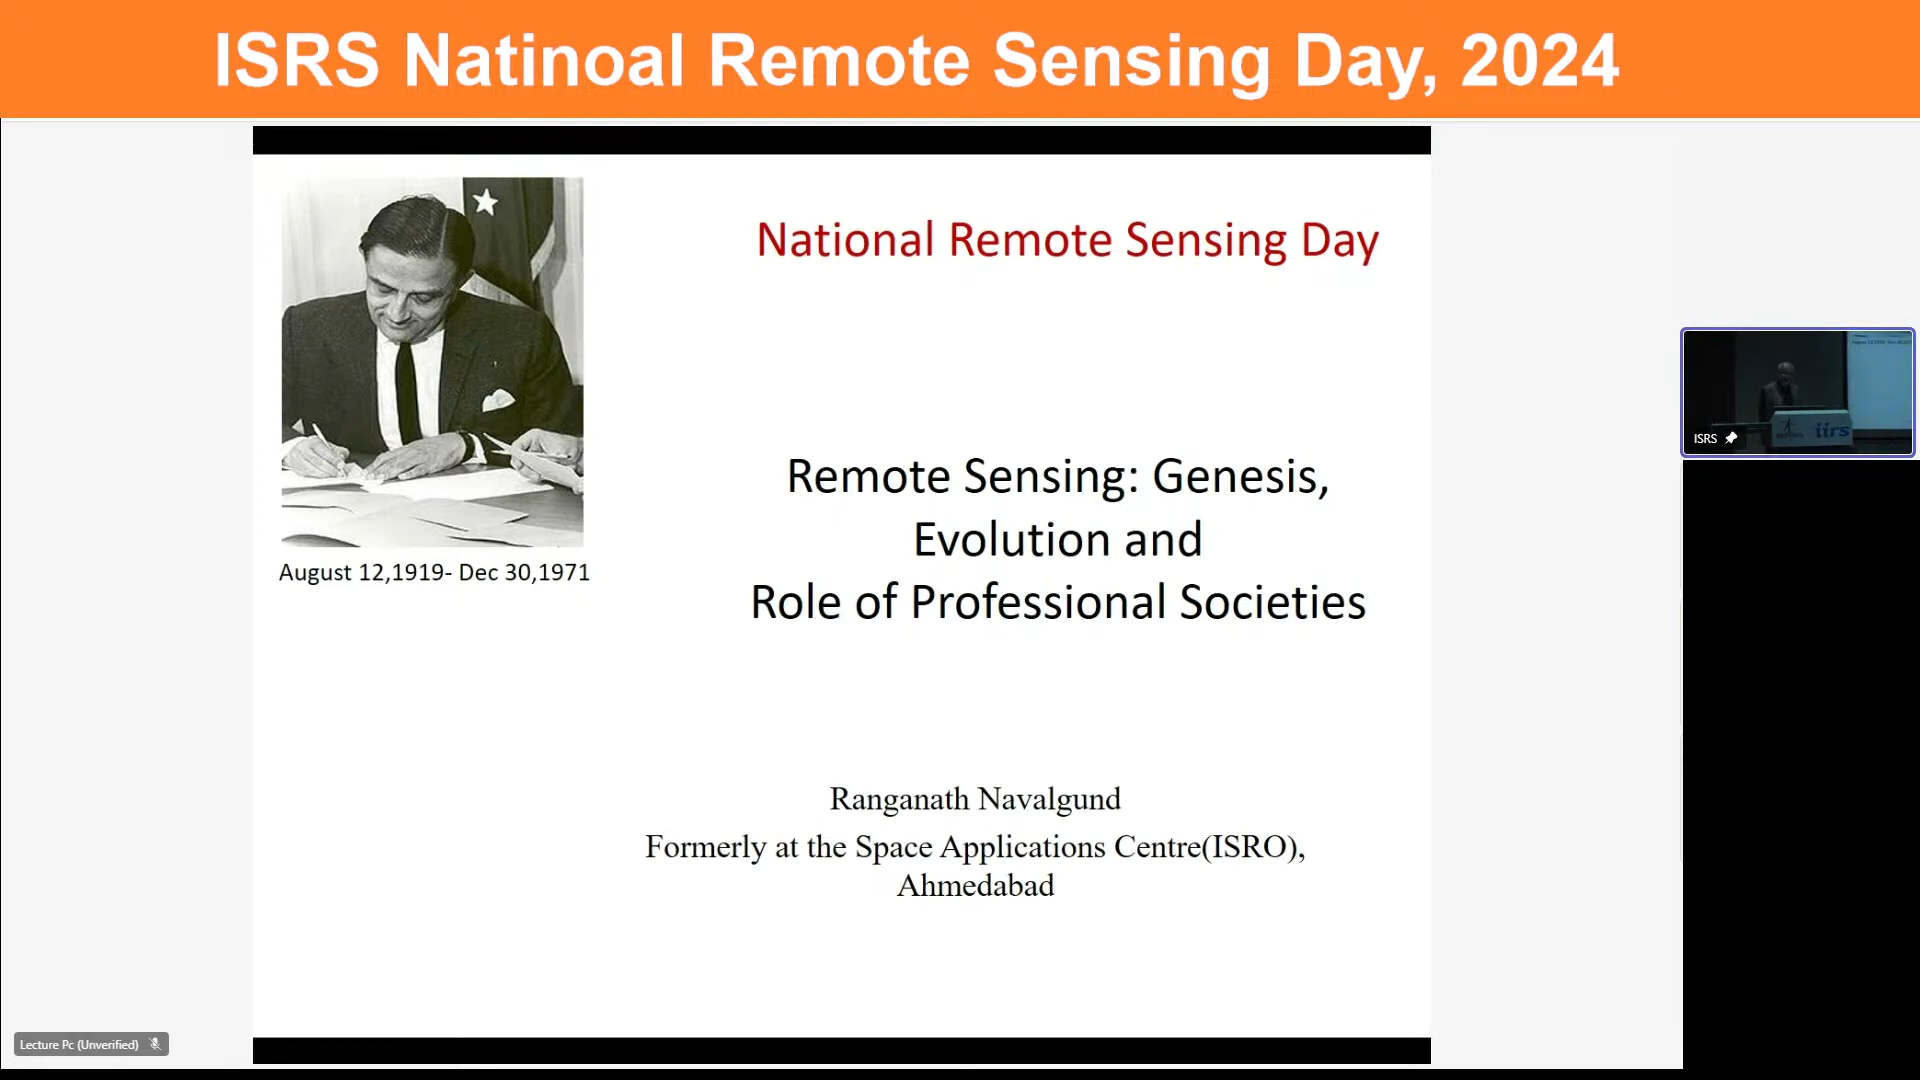 ISRS Natinoal Remote Sensing Day, 2024
National Remote Sensing Day
August 12,1919- Dec 30,1971
Remote Sensing: Genesis,
Evolution and
Role of Professional Societies
Ranganath Navalgund
Formerly at the Space Applications Centre(ISRO),
Ahmedabad
ISRS
iirs
Lecture Pc (Unverified)